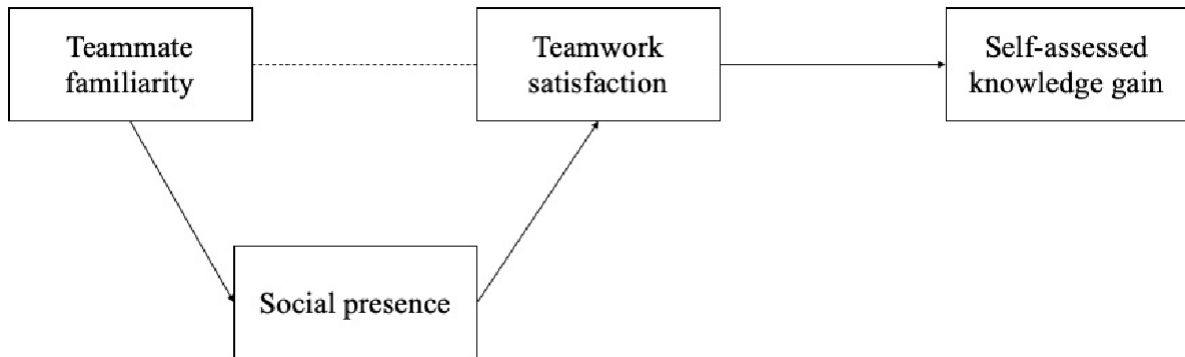 Teammate
familiarity
Teamwork
satisfaction
Self-assessed
knowledge gain
Social presence